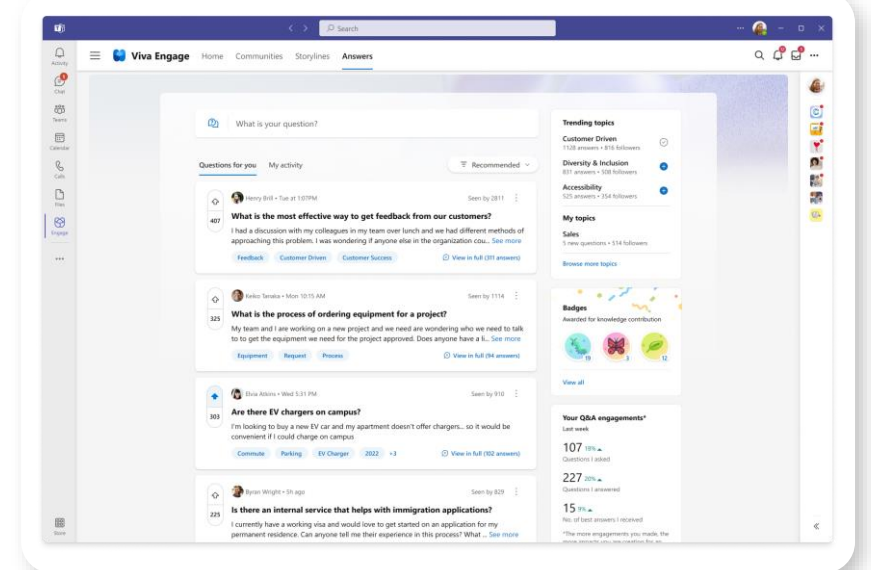 Search
Activity
Chat
Teams
Calendar
Calls
Files
Engage
Store
Viva Engage
Home Communities Storylines Answers
What is your question?
Questions for you My activity
Recommended
Henry Brill • Tue at 1:07PM
Seen by 2811
407
What is the most effective way to get feedback from our customers?
I had a discussion with my colleagues in my team over lunch and we had different methods of
approaching this problem. I was wondering if anyone else in the organization cou... See more
Feedback Customer Driven Customer Success
View in full (311 answers)
Keiko Tanaka • Mon 10:15 AM
Seen by 1114
325
What is the process of ordering equipment for a project?
My team and I are working on a new project and we need are wondering who we need to talk
to to get the equipment we need for the project approved. Does anyone have a li... See more
Equipment Request Process
View in full (94 answers)
Elvia Atkins • Wed 5:31 PM
Seen by 910
303
Are there EV chargers on campus?
I'm looking to buy a new EV car and my apartment doesn't offer chargers... so it would be
convenient if I could charge on campus
Commute Parking EV Charger 2022 +3
View in full (102 answers)
Byran Wright • 5h ago
Seen by 829
225
Is there an internal service that helps with immigration applications?
I currently have a working visa and would love to get started on an application for my
permanent residence. Can anyone tell me their experience in this process? What ... See more
Trending topics
Customer Driven
1128 answers • 816 followers
Diversity & Inclusion
851 answers • 508 followers
Accessibility
525 answers • 354 followers
My topics
Sales
5 new questions • 514 followers
Browse more topics
Badges
Awarded for knowledge contribution
19
3
12
View all
Your Q&A engagements*
Last week
107 18%
Questions I asked
227 20%
Questions I answered
15 9%
No. of best answers I received
*The more engagements you made, the
more